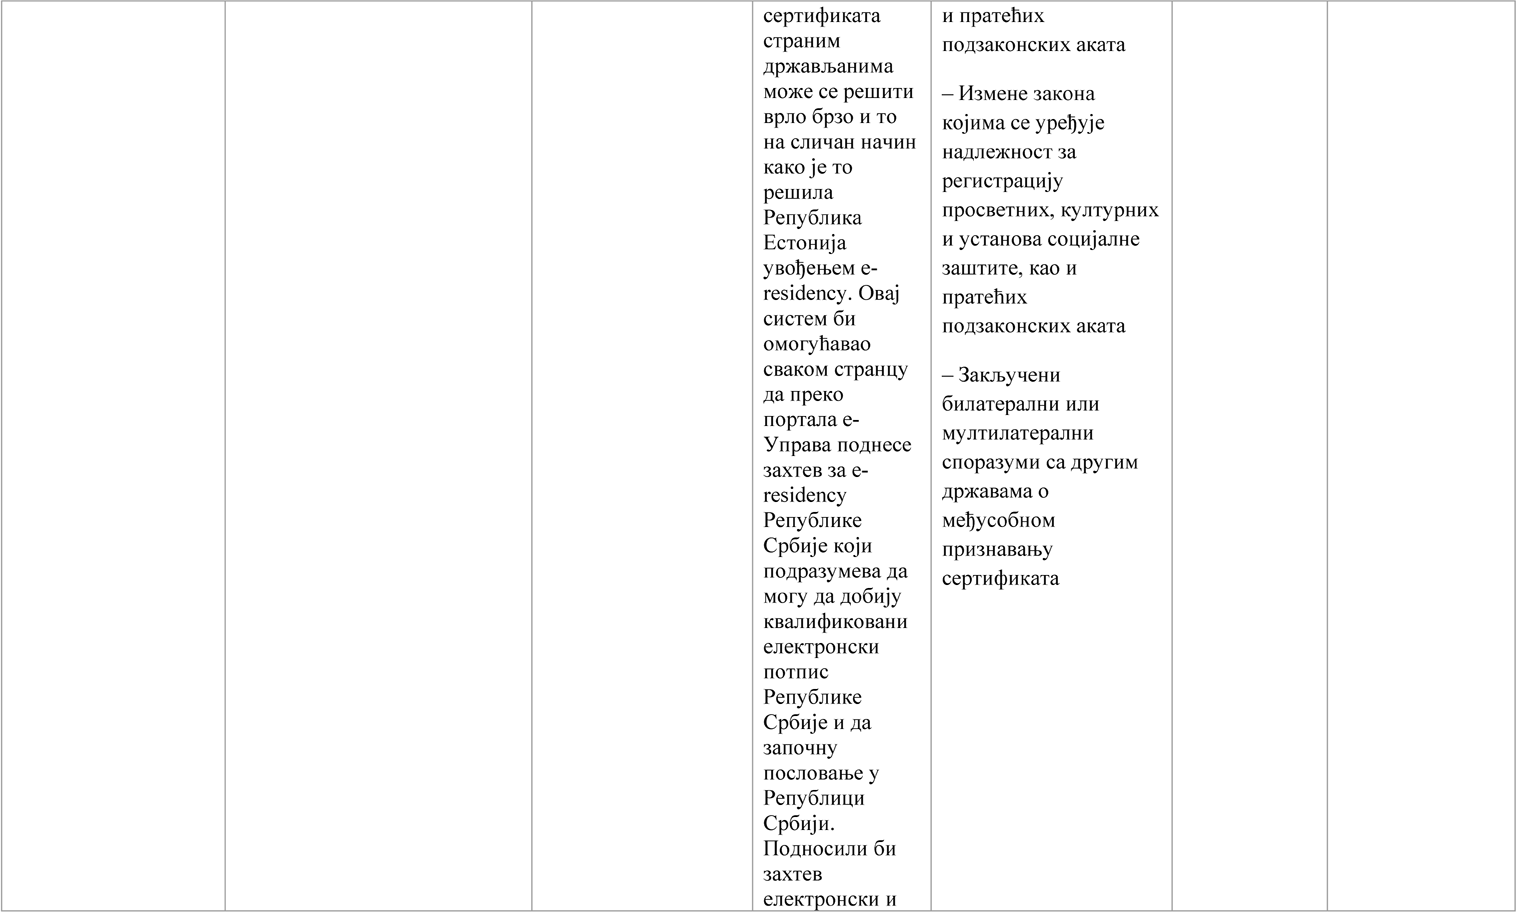 сертификата
страним
држављанима
може се решити
врло брзо и то
на сличан начин
како је то
решила
Република
Естонија
увођењем е-
residency. Овај
систем би
омогућавао
сваком странцу
да преко
портала е-
Управа поднесе
захтев за е-
residency
Републике
Србије који
подразумева да
могу да добију
квалификовани
електронски
потпис
Републике
Србије и да
започну
пословање у
Републици
Србији.
Подносили би
захтев
електронски и
и пратећих
подзаконских аката
– Измене закона
којима се уређује
надлежност за
регистрацију
просветних, културних
и установа социјалне
заштите, као и
пратећих
подзаконских аката
– Закључени
билатерални или
мултилатерални
споразуми са другим
државама о
међусобном
признавању
сертификата